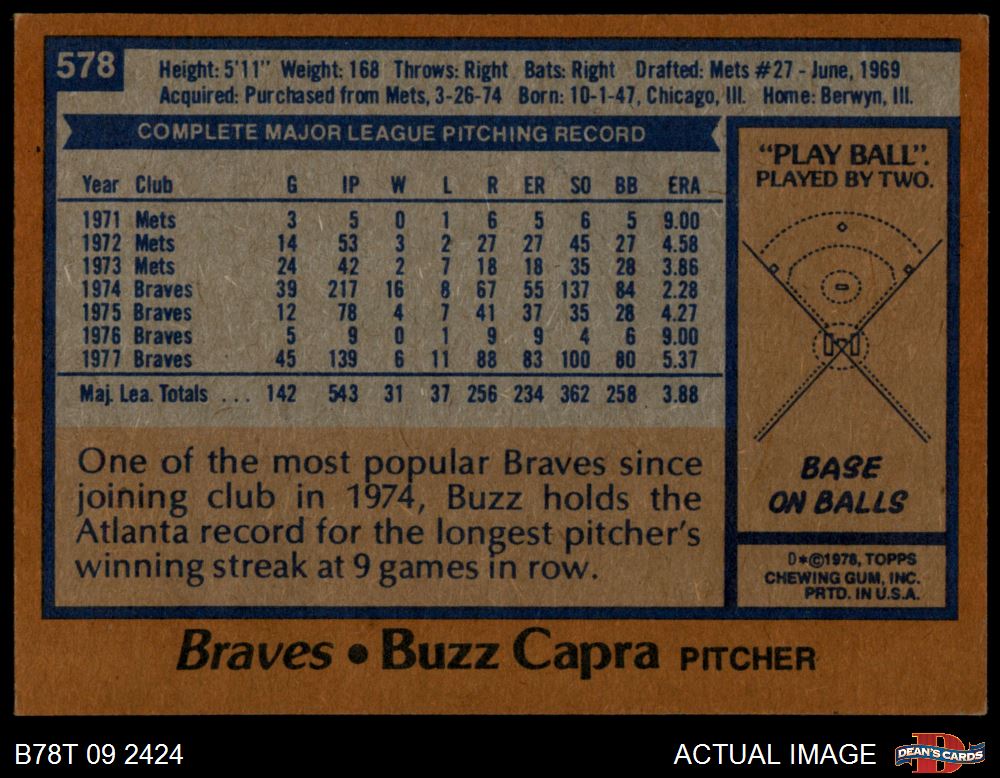 578
Height: 5'11" Weight: 168 Throws: Right Bats: Right Drafted: Mets #27 - June, 1969
Acquired: Purchased from Mets, 3-26-74 Born: 10-1-47, Chicago, Ill. Home: Berwyn, Ill.
COMPLETE MAJOR LEAGUE PITCHING RECORD
Year Club G IP W L R ER SO BB ERA
1971 Mets 3 5 0 1 6 5 6 5 9.00
1972 Mets 14 53 3 2 27 27 45 27 4.58
1973 Mets 24 42 2 7 18 18 35 28 3.86
1974 Braves 39 217 16 8 67 55 137 84 2.28
1975 Braves 12 78 4 7 41 37 35 28 4.27
1976 Braves 5 9 0 1 9 9 4 6 9.00
1977 Braves 45 139 6 11 88 83 100 80 5.37
Maj. Lea. Totals ... 142 543 31 37 256 234 362 258 3.88
One of the most popular Braves since
joining club in 1974, Buzz holds the
Atlanta record for the longest pitcher's
winning streak at 9 games in row.
"PLAY BALL".
PLAYED BY TWO.
BASE
ON BALLS
D*©1978, TOPPS
CHEWING GUM, INC.
PRTD. IN U.S.A.
Braves • Buzz Capra PITCHER
B78T 09 2424
ACTUAL IMAGE
D
DEAN'S CARDS